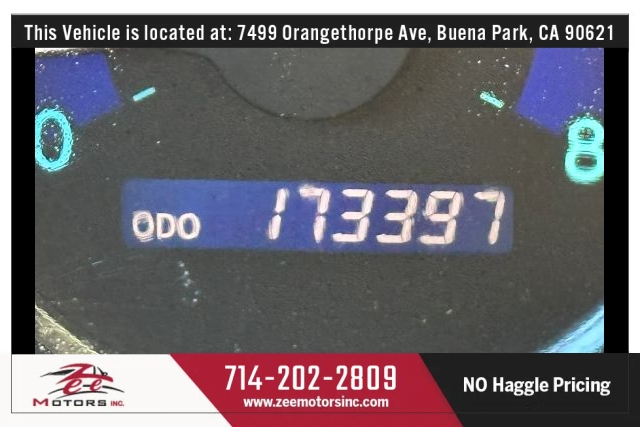 This Vehicle is located at: 7499 Orangethorpe Ave, Buena Park, CA 90621
0
8
ODO 173397
Zee
MOTORS INC.
714-202-2809
www.zeemotorsinc.com
NO Haggle Pricing